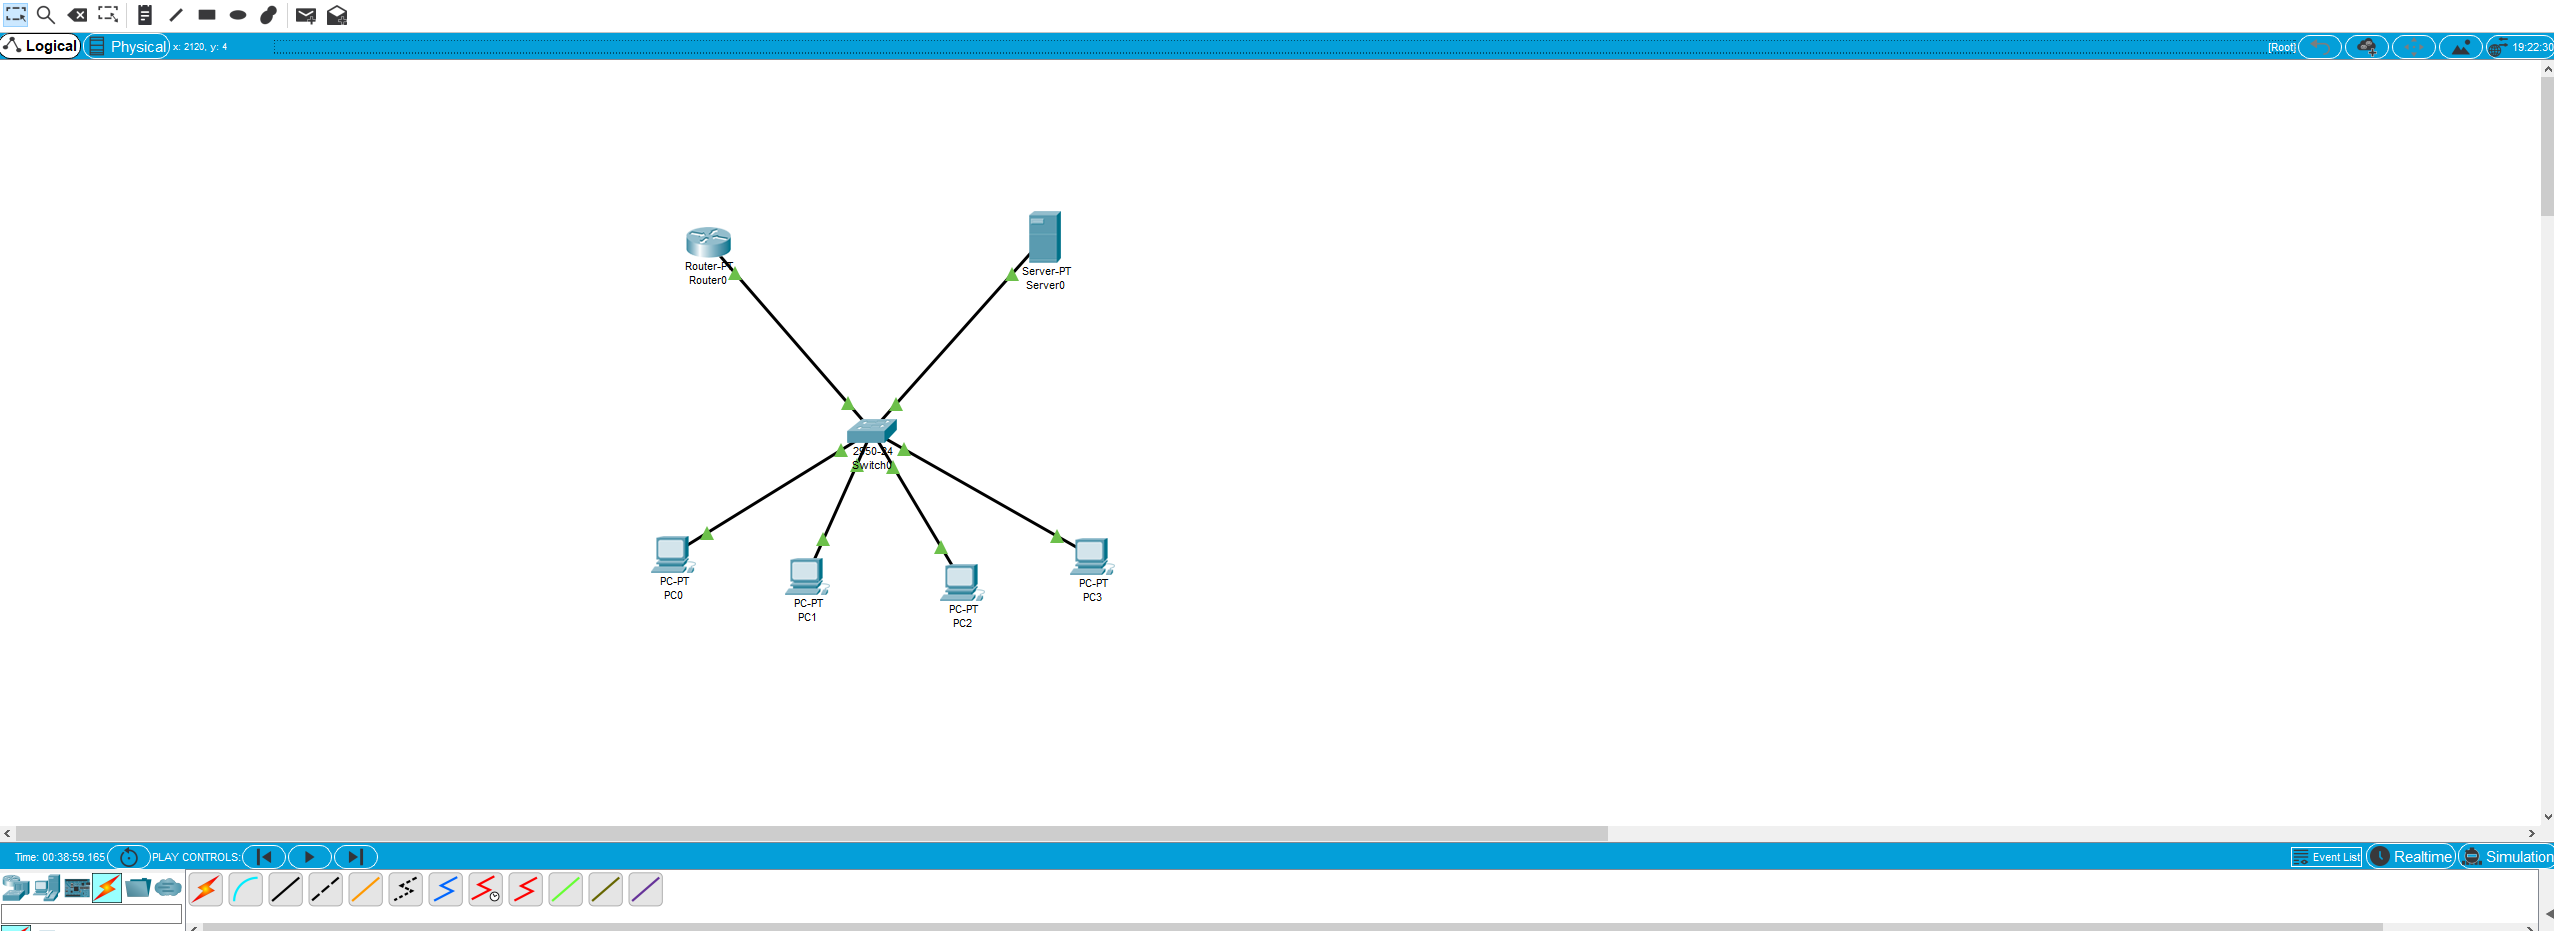 Logical
Physical
x: 2120, y: 4
[Root]
19:22:30
Router-PT
Router0
Server-PT
Server0
2950-24
Switch0
PC-PT
PC0
PC-PT
PC1
PC-PT
PC2
PC-PT
PC3
Time: 00:38:59.165
PLAY CONTROLS:
Event List
Realtime
Simulation